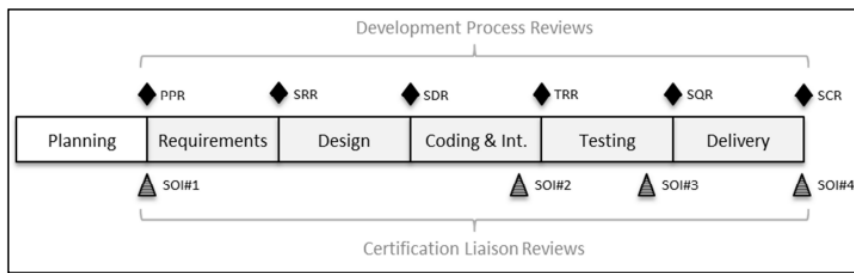 Development Process Reviews
PPR SRR SDR TRR SQR SCR
Planning Requirements Design Coding & Int. Testing Delivery
SOI#1 SOI#2 SOI#3 SOI#4
Certification Liaison Reviews